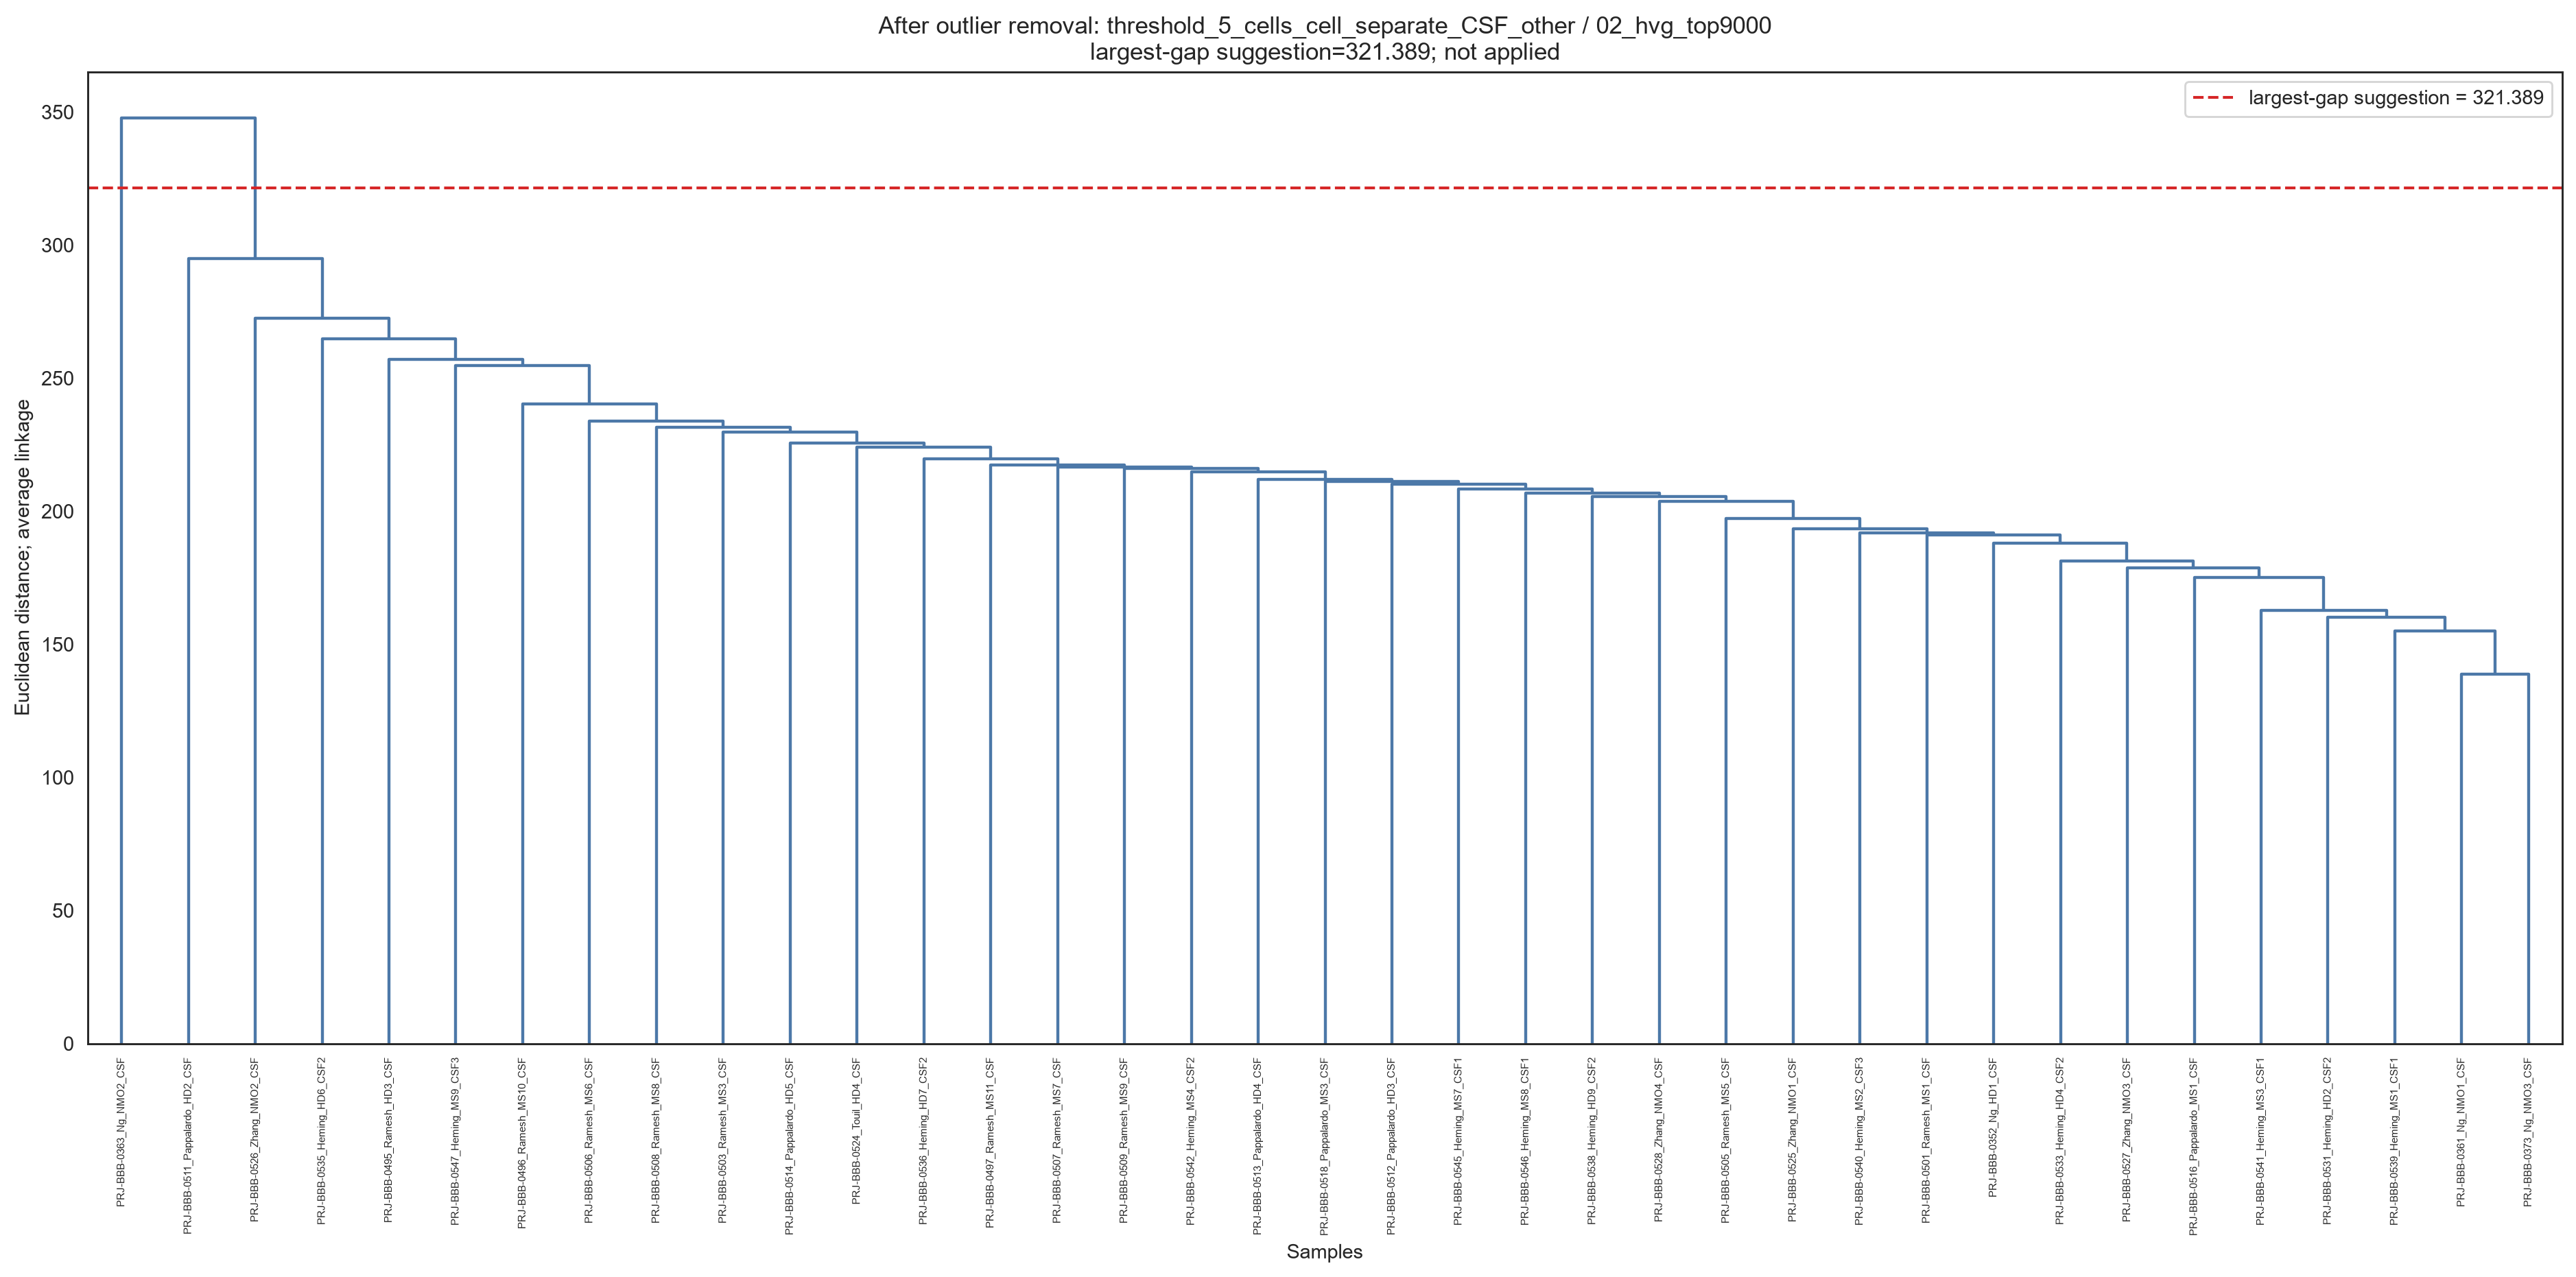 After outlier removal: threshold_5_cells_cell_separate_CSF_other / 02_hvg_top9000
largest-gap suggestion=321.389; not applied
largest-gap suggestion = 321.389
350
300
250
200
150
100
50
0
Euclidean distance; average linkage
PRJ-BBB-0363_Ng_NMO2_CSF
PRJ-BBB-0511_Pappalardo_HD2_CSF
PRJ-BBB-0526_Zhang_NMO2_CSF
PRJ-BBB-0535_Heming_HD6_CSF2
PRJ-BBB-0495_Ramesh_HD3_CSF
PRJ-BBB-0547_Heming_MS9_CSF3
PRJ-BBB-0496_Ramesh_MS10_CSF
PRJ-BBB-0506_Ramesh_MS6_CSF
PRJ-BBB-0508_Ramesh_MS8_CSF
PRJ-BBB-0503_Ramesh_MS3_CSF
PRJ-BBB-0514_Pappalardo_HD5_CSF
PRJ-BBB-0524_Touil_HD4_CSF
PRJ-BBB-0536_Heming_HD7_CSF2
PRJ-BBB-0497_Ramesh_MS11_CSF
PRJ-BBB-0507_Ramesh_MS7_CSF
PRJ-BBB-0509_Ramesh_MS9_CSF
PRJ-BBB-0542_Heming_MS4_CSF2
PRJ-BBB-0513_Pappalardo_HD4_CSF
PRJ-BBB-0518_Pappalardo_MS3_CSF
PRJ-BBB-0512_Pappalardo_HD3_CSF
PRJ-BBB-0545_Heming_MS7_CSF1
PRJ-BBB-0546_Heming_MS8_CSF1
PRJ-BBB-0538_Heming_HD9_CSF2
PRJ-BBB-0528_Zhang_NMO4_CSF
PRJ-BBB-0505_Ramesh_MS5_CSF
PRJ-BBB-0525_Zhang_NMO1_CSF
PRJ-BBB-0540_Heming_MS2_CSF3
PRJ-BBB-0501_Ramesh_MS1_CSF
PRJ-BBB-0352_Ng_HD1_CSF
PRJ-BBB-0533_Heming_HD4_CSF2
PRJ-BBB-0527_Zhang_NMO3_CSF
PRJ-BBB-0516_Pappalardo_MS1_CSF
PRJ-BBB-0541_Heming_MS3_CSF1
PRJ-BBB-0531_Heming_HD2_CSF2
PRJ-BBB-0539_Heming_MS1_CSF1
PRJ-BBB-0361_Ng_NMO1_CSF
PRJ-BBB-0373_Ng_NMO3_CSF
Samples